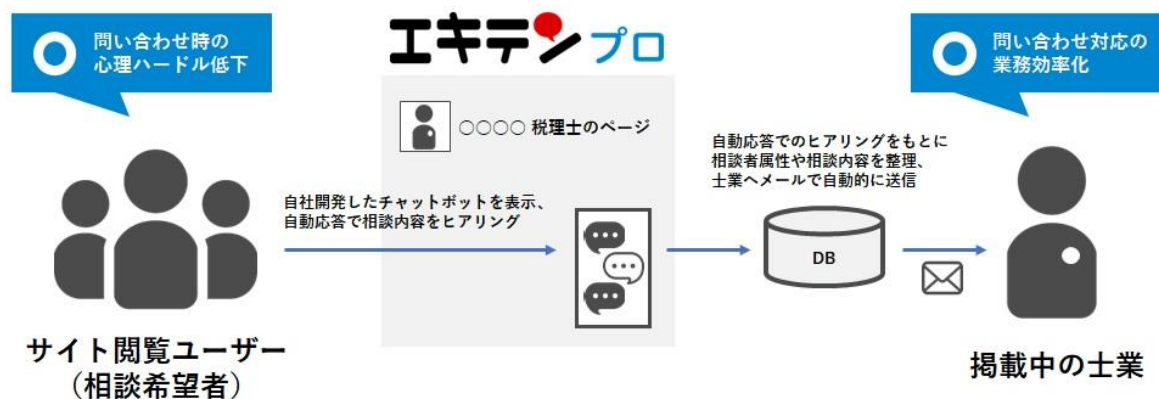 問い合わせ時の
心理ハードル低下
エキテンプロ
問い合わせ対応の
業務効率化
○○○○ 税理士のページ
自社開発したチャットボットを表示、
自動応答で相談内容をヒアリング
自動応答でのヒアリングをもとに
相談者属性や相談内容を整理、
士業へメールで自動的に送信
DB
サイト閲覧ユーザー
（相談希望者）
掲載中の士業